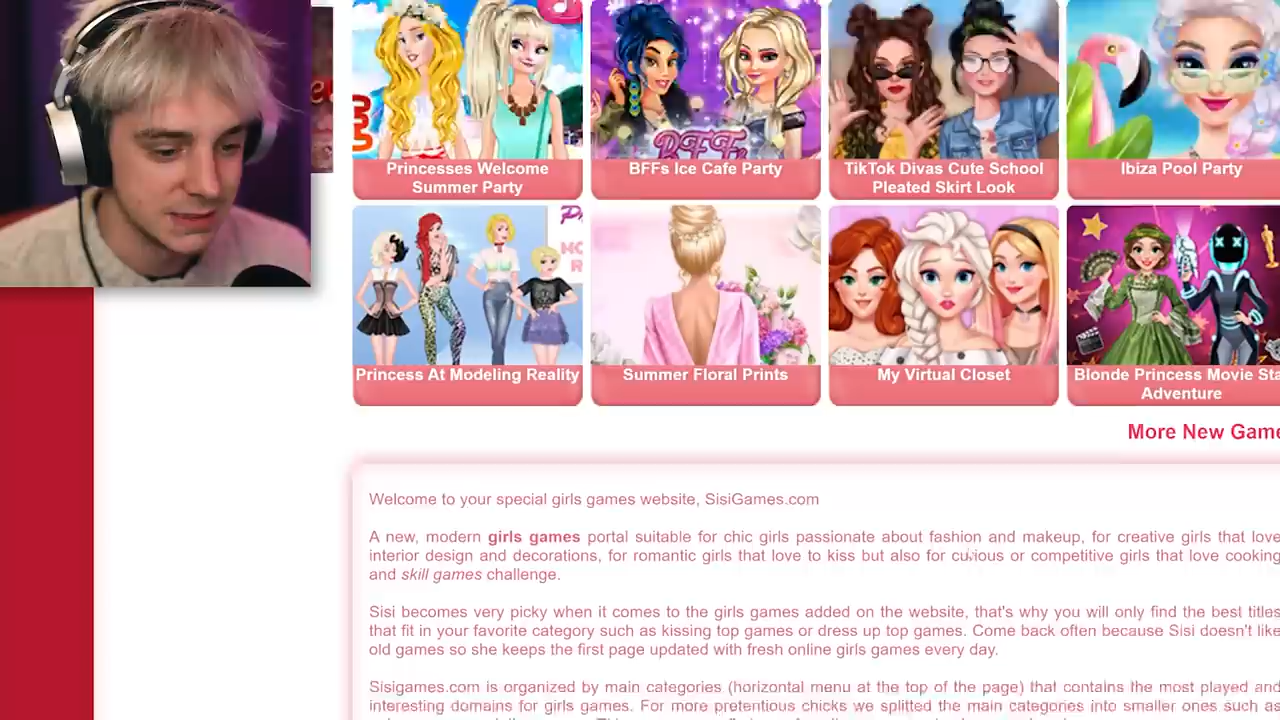 Princesses Welcome
Summer Party
BFFs Ice Cafe Party
TikTok Divas Cute School
Pleated Skirt Look
Ibiza Pool Party
BFFs
Princess At Modeling Reality
Summer Floral Prints
My Virtual Closet
Blonde Princess Movie Sta
Adventure
More New Game
Welcome to your special girls games website, SisiGames.com
A new, modern girls games portal suitable for chic girls passionate about fashion and makeup, for creative girls that love
interior design and decorations, for romantic girls that love to kiss but also for curious or competitive girls that love cooking
and skill games challenge.
Sisi becomes very picky when it comes to the girls games added on the website, that's why you will only find the best titles
that fit in your favorite category such as kissing top games or dress up top games. Come back often because Sisi doesn't like
old games so she keeps the first page updated with fresh online girls games every day.
Sisigames.com is organized by main categories (horizontal menu at the top of the page) that contains the most played and
interesting domains for girls games. For more pretentious chicks we splitted the main categories into smaller ones such as